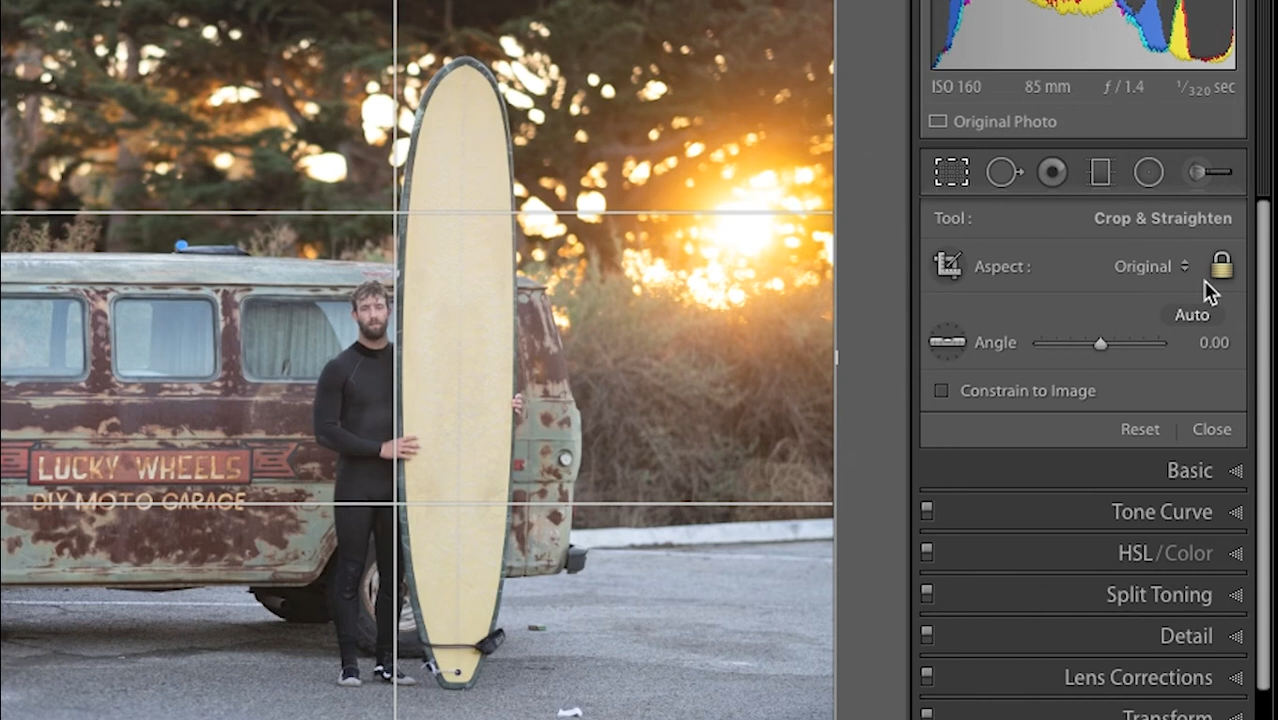 ISO 160 85 mm ƒ / 1.4 1/320 sec
Original Photo
Tool : Crop & Straighten
Aspect : Original
Auto
Angle 0.00
Constrain to Image
Reset Close
Basic
Tone Curve
HSL / Color
Split Toning
Detail
Lens Corrections
Transform
LUCKY WHEELS
DIY MOTO GARAGE